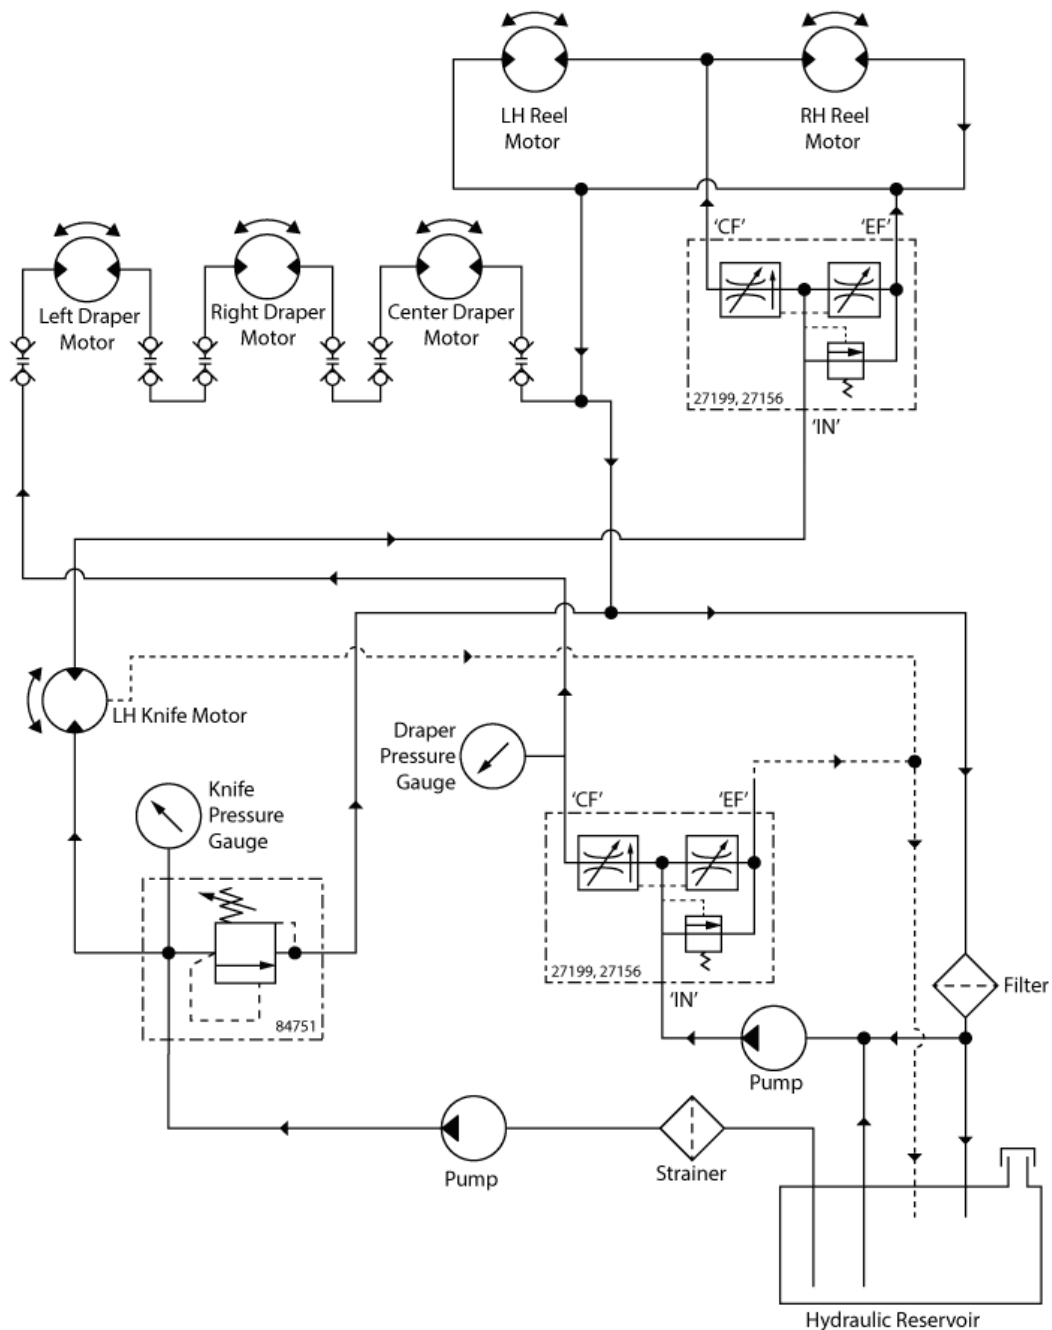 LH Reel
Motor
RH Reel
Motor
'CF'
'EF'
Left Draper
Motor
Right Draper
Motor
Center Draper
Motor
27199, 27156
'IN'
LH Knife Motor
Draper
Pressure
Gauge
Knife
Pressure
Gauge
'CF'
'EF'
27199, 27156
'IN'
84751
Filter
Pump
Pump
Strainer
Hydraulic Reservoir